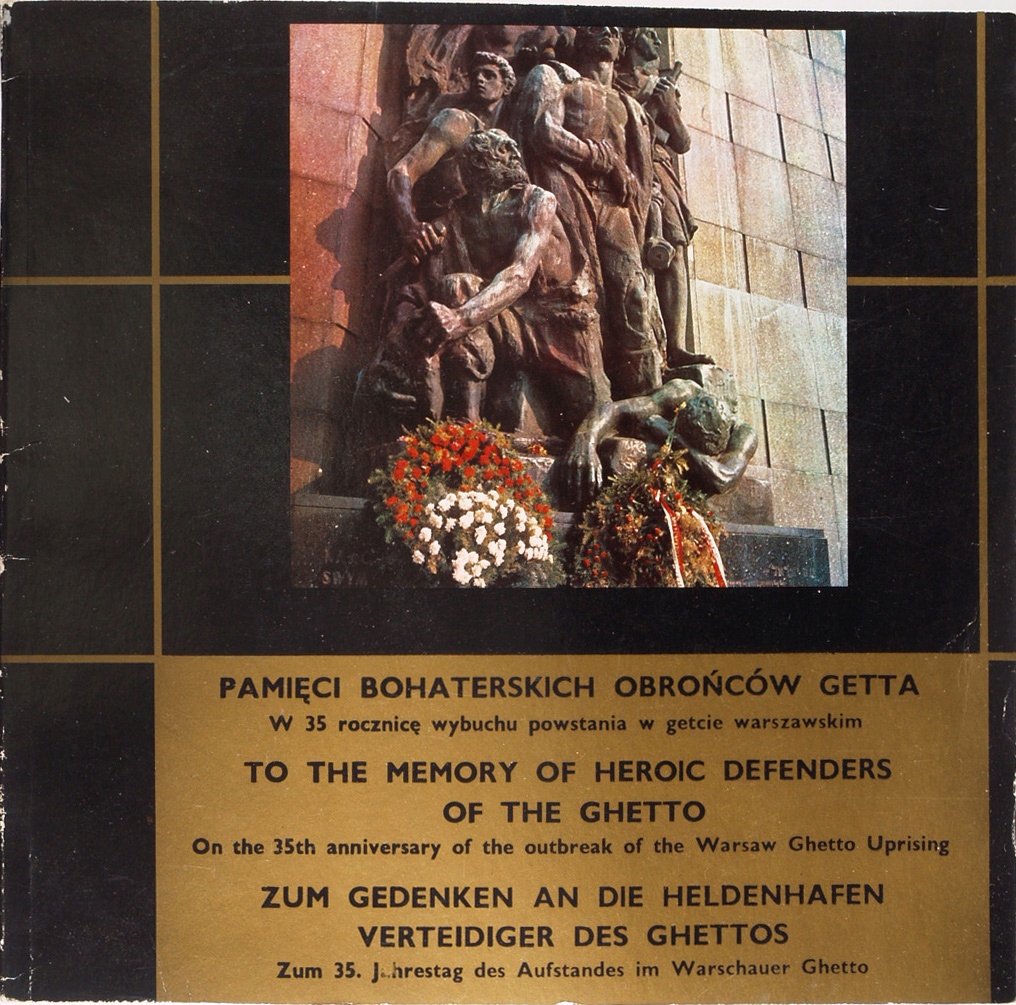 PAMIĘCI BOHATERSKICH OBROŃCÓW GETTA
W 35 rocznicę wybuchu powstania w getcie warszawskim
TO THE MEMORY OF HEROIC DEFENDERS
OF THE GHETTO
On the 35th anniversary of the outbreak of the Warsaw Ghetto Uprising
ZUM GEDENKEN AN DIE HELDENHAFEN
VERTEIDIGER DES GHETTOS
Zum 35. Jahrestag des Aufstandes im Warschauer Ghetto